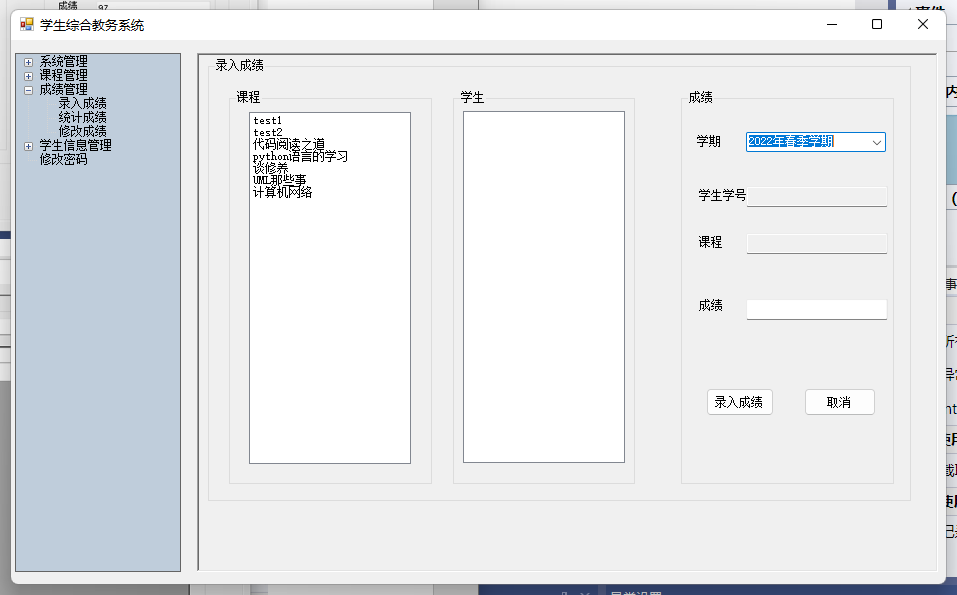 成绩
97
学生综合教务系统
系统管理
课程管理
成绩管理
录入成绩
统计成绩
修改成绩
学生信息管理
修改密码
录入成绩
课程
test1
test2
代码阅读之道
python语言的学习
谈修养
UML那些事
计算机网络
学生
成绩
学期
2022年春季学期
学生学号
课程
成绩
录入成绩
取消